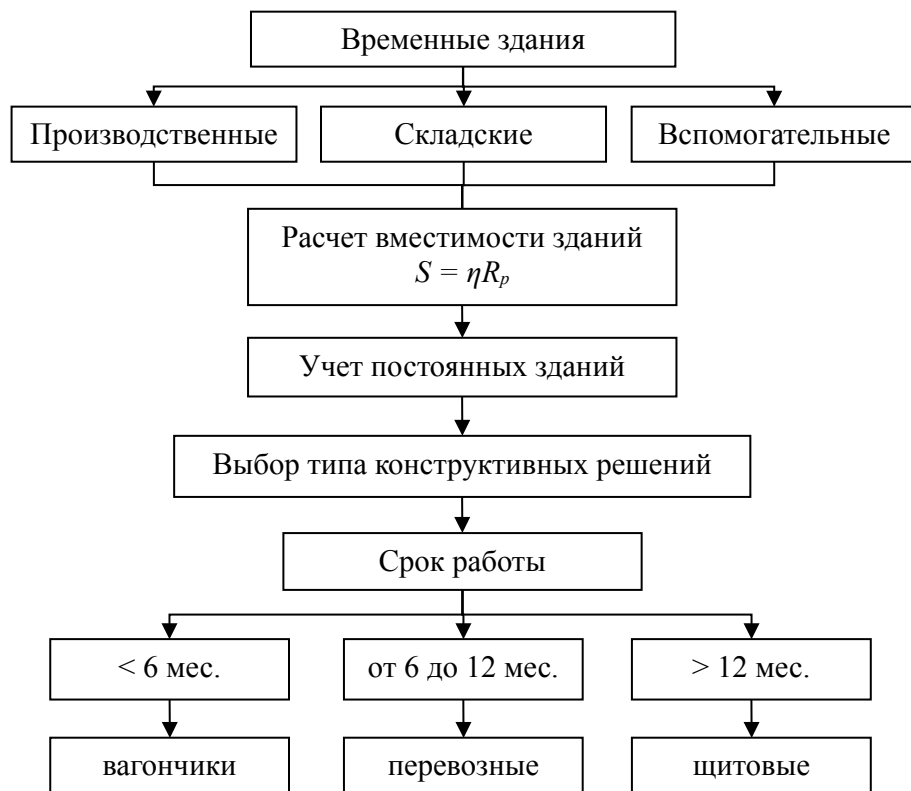 Временные здания
Производственные
Складские
Вспомогательные
Расчет вместимости зданий
S = ηRₚ
Учет постоянных зданий
Выбор типа конструктивных решений
Срок работы
< 6 мес.
от 6 до 12 мес.
> 12 мес.
вагончики
перевозные
щитовые